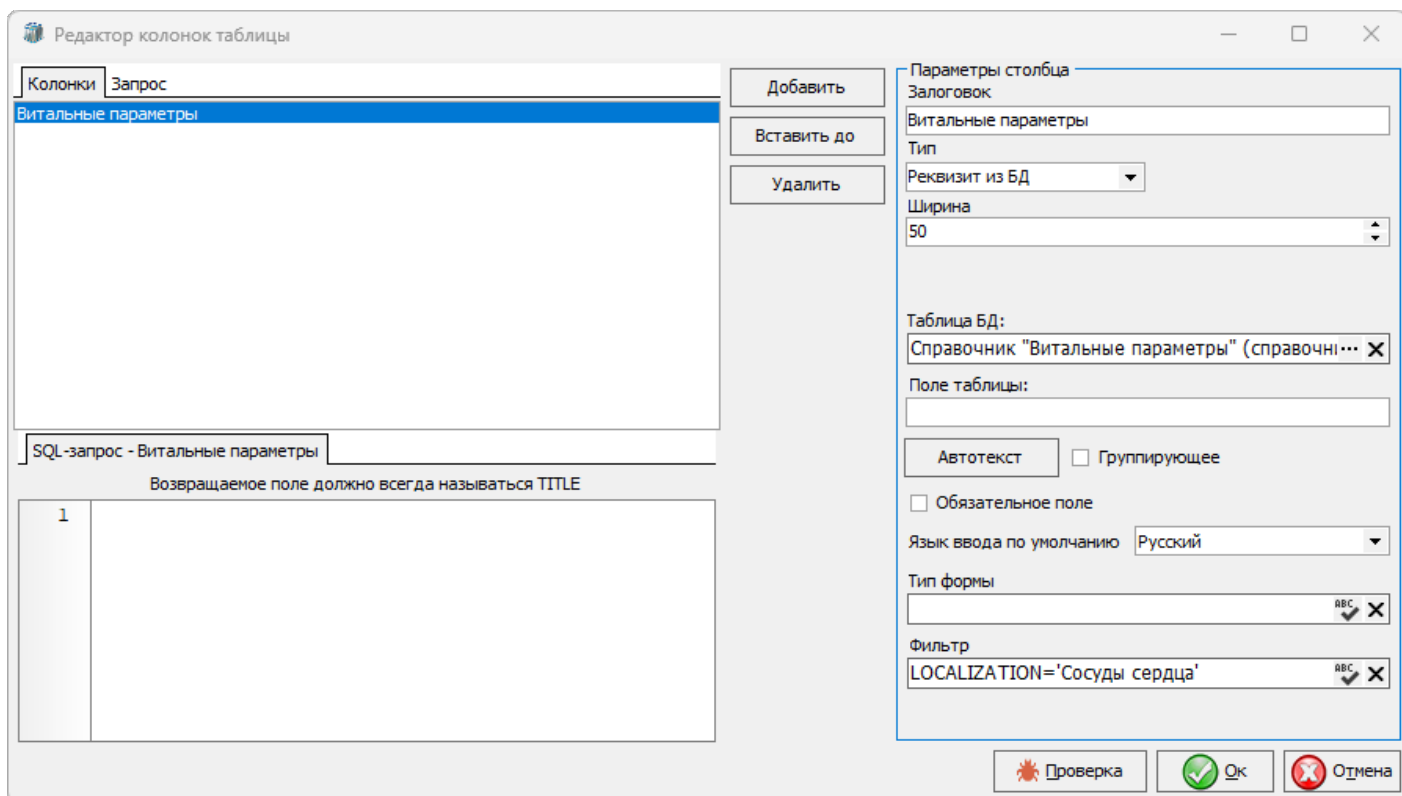 Редактор колонок таблицы
Колонки Запрос
Витальные параметры
Добавить
Вставить до
Удалить
Параметры столбца
Залоговок
Витальные параметры
Тип
Реквизит из БД
Ширина
50
Таблица БД:
Справочник "Витальные параметры" (справочни
Поле таблицы:
Автотекст Группирующее
Обязательное поле
Язык ввода по умолчанию Русский
Тип формы
ABC
Фильтр
LOCALIZATION='Сосуды сердца' ABC
SQL-запрос - Витальные параметры
Возвращаемое поле должно всегда называться TITLE
1
Проверка Ок Отмена